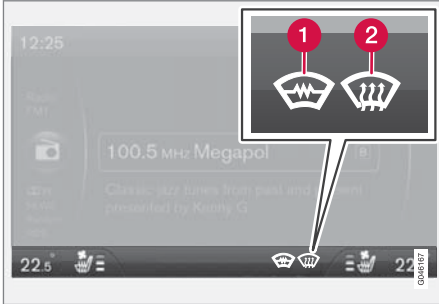 12:25
1
2
Radio
FM1
100.5 MHz Megapol
Classic jazz tunes from past and present
presented by Kenny G
22.5°
22
G046167